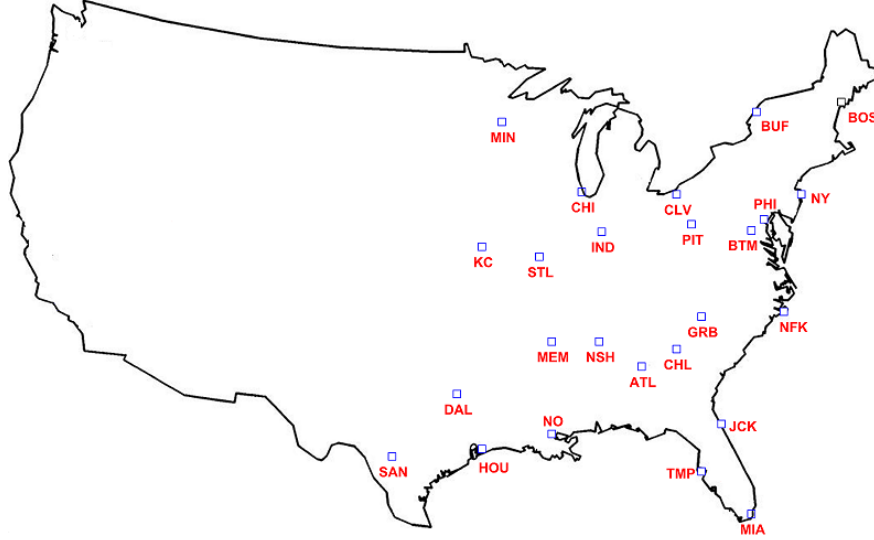 BUF
BOS
MIN
CHI
CLV
PHI
NY
IND
PIT
BTM
KC
STL
GRB
NFK
MEM
NSH
CHL
ATL
DAL
NO
JCK
SAN
HOU
TMP
MIA